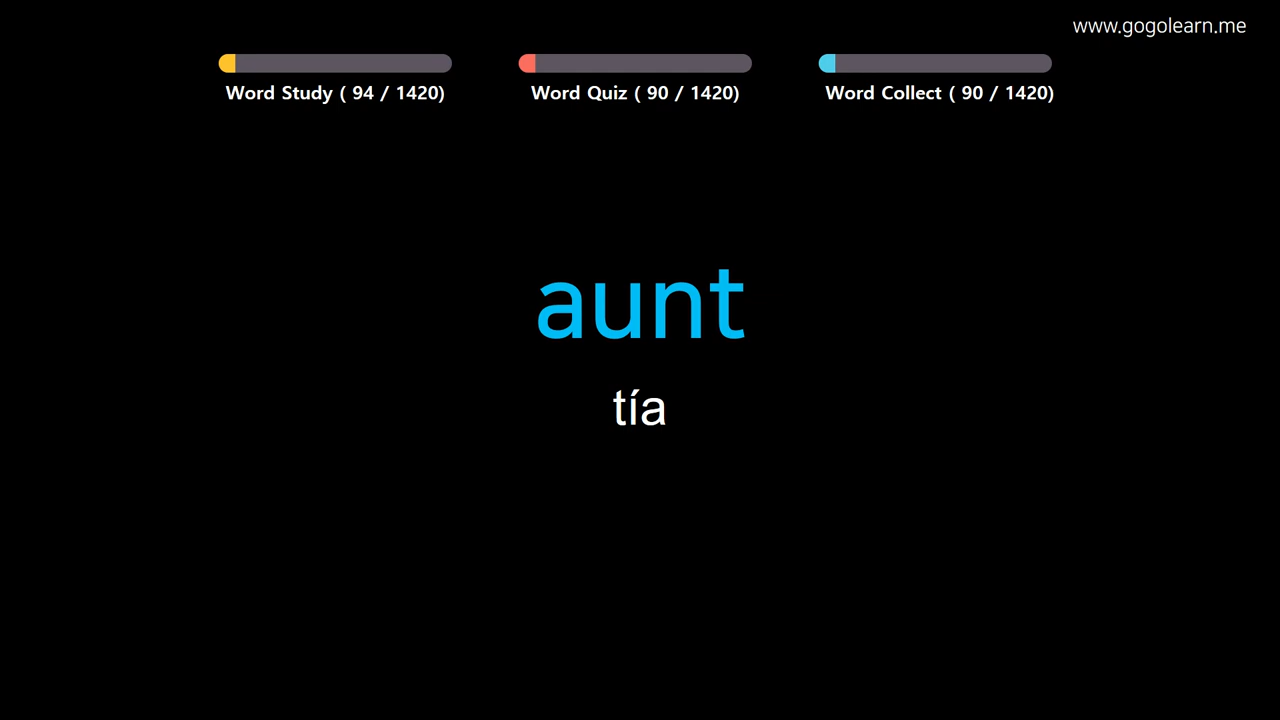 www.gogolearn.me
Word Study ( 94 / 1420)
Word Quiz ( 90 / 1420)
Word Collect ( 90 / 1420)
aunt
tía